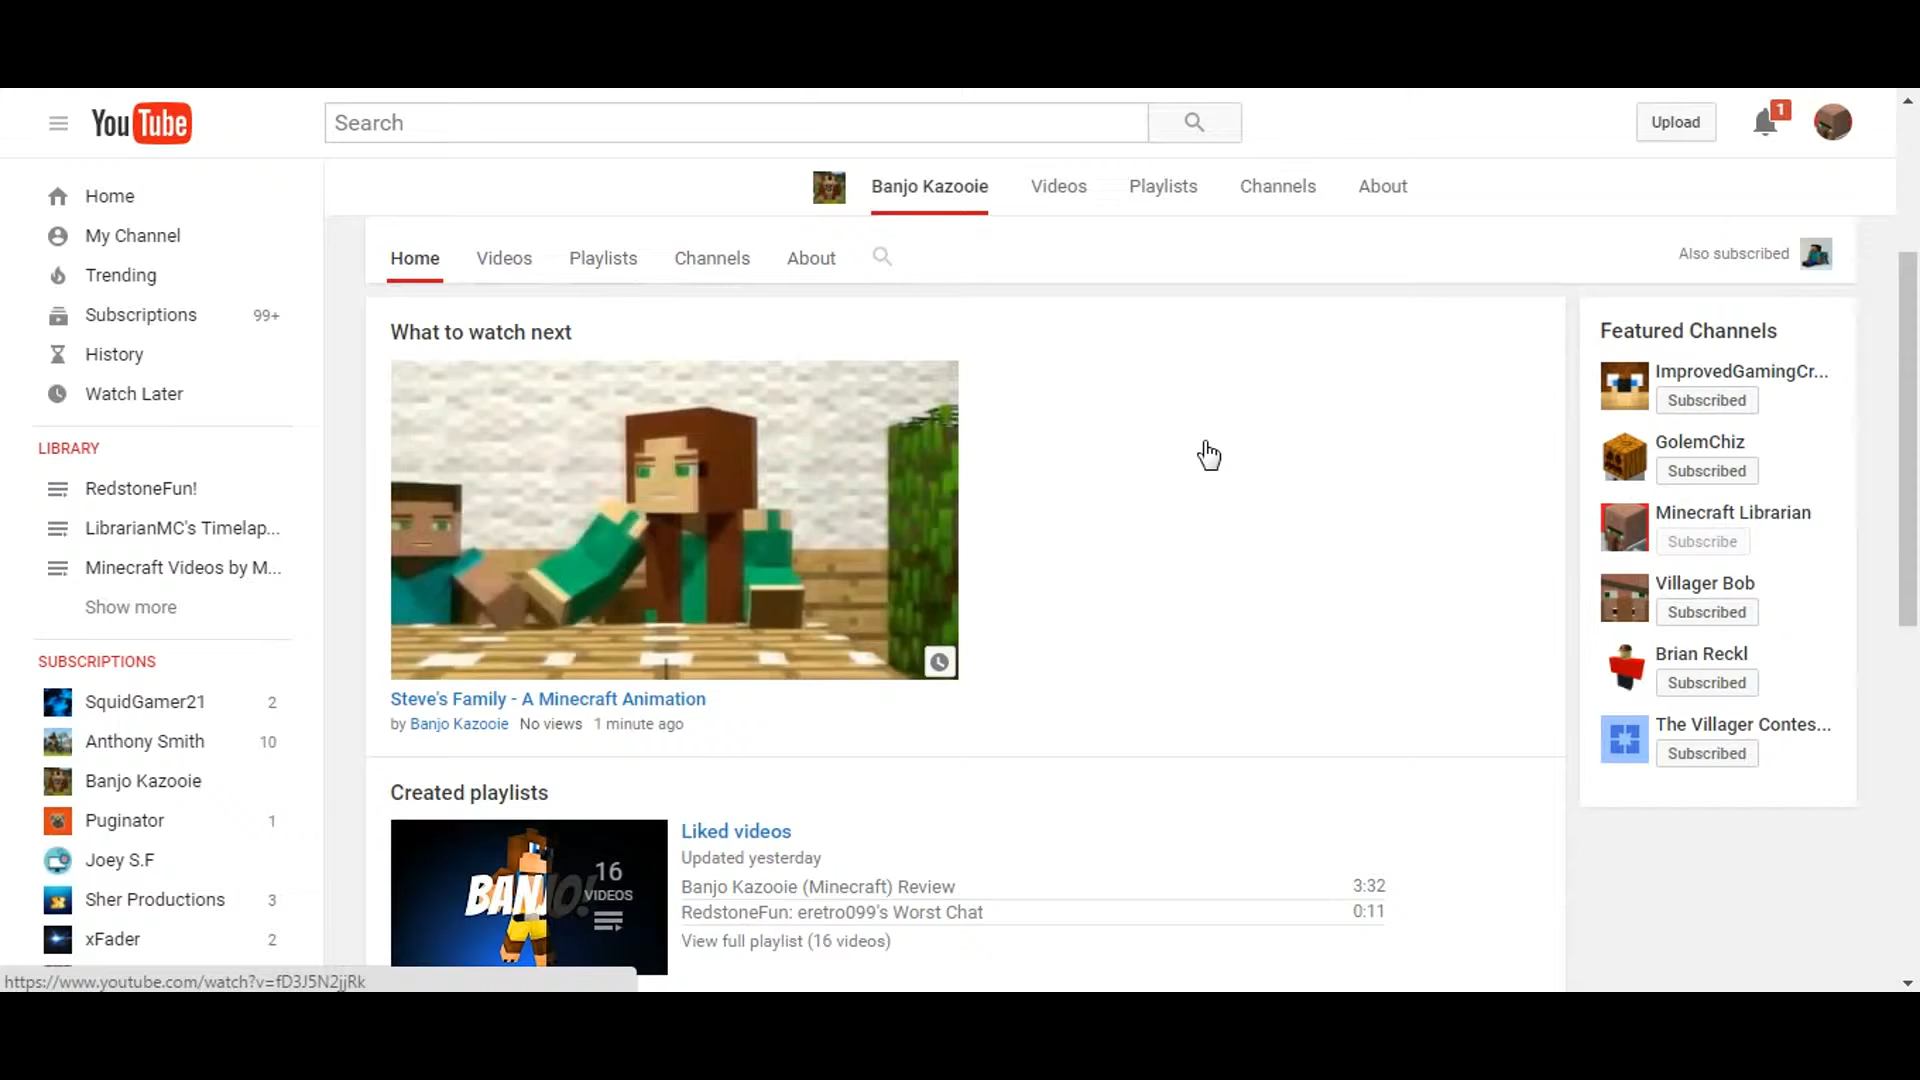 YouTube
Search
Upload
1
Banjo Kazooie Videos Playlists Channels About
Home Videos Playlists Channels About
Also subscribed
Home
My Channel
Trending
Subscriptions 99+
History
Watch Later
LIBRARY
RedstoneFun!
LibrarianMC's Timelap...
Minecraft Videos by M...
Show more
SUBSCRIPTIONS
SquidGamer21 2
Anthony Smith 10
Banjo Kazooie
Puginator 1
Joey S.F
Sher Productions 3
xFader 2
What to watch next
Steve's Family - A Minecraft Animation
by Banjo Kazooie No views 1 minute ago
Created playlists
BANJO!
16
VIDEOS
Liked videos
Updated yesterday
Banjo Kazooie (Minecraft) Review 3:32
RedstoneFun: eretro099's Worst Chat 0:11
View full playlist (16 videos)
Featured Channels
ImprovedGamingCr...
Subscribed
GolemChiz
Subscribed
Minecraft Librarian
Subscribe
Villager Bob
Subscribed
Brian Reckl
Subscribed
The Villager Contes...
Subscribed
https://www.youtube.com/watch?v=fD3J5N2jjRk